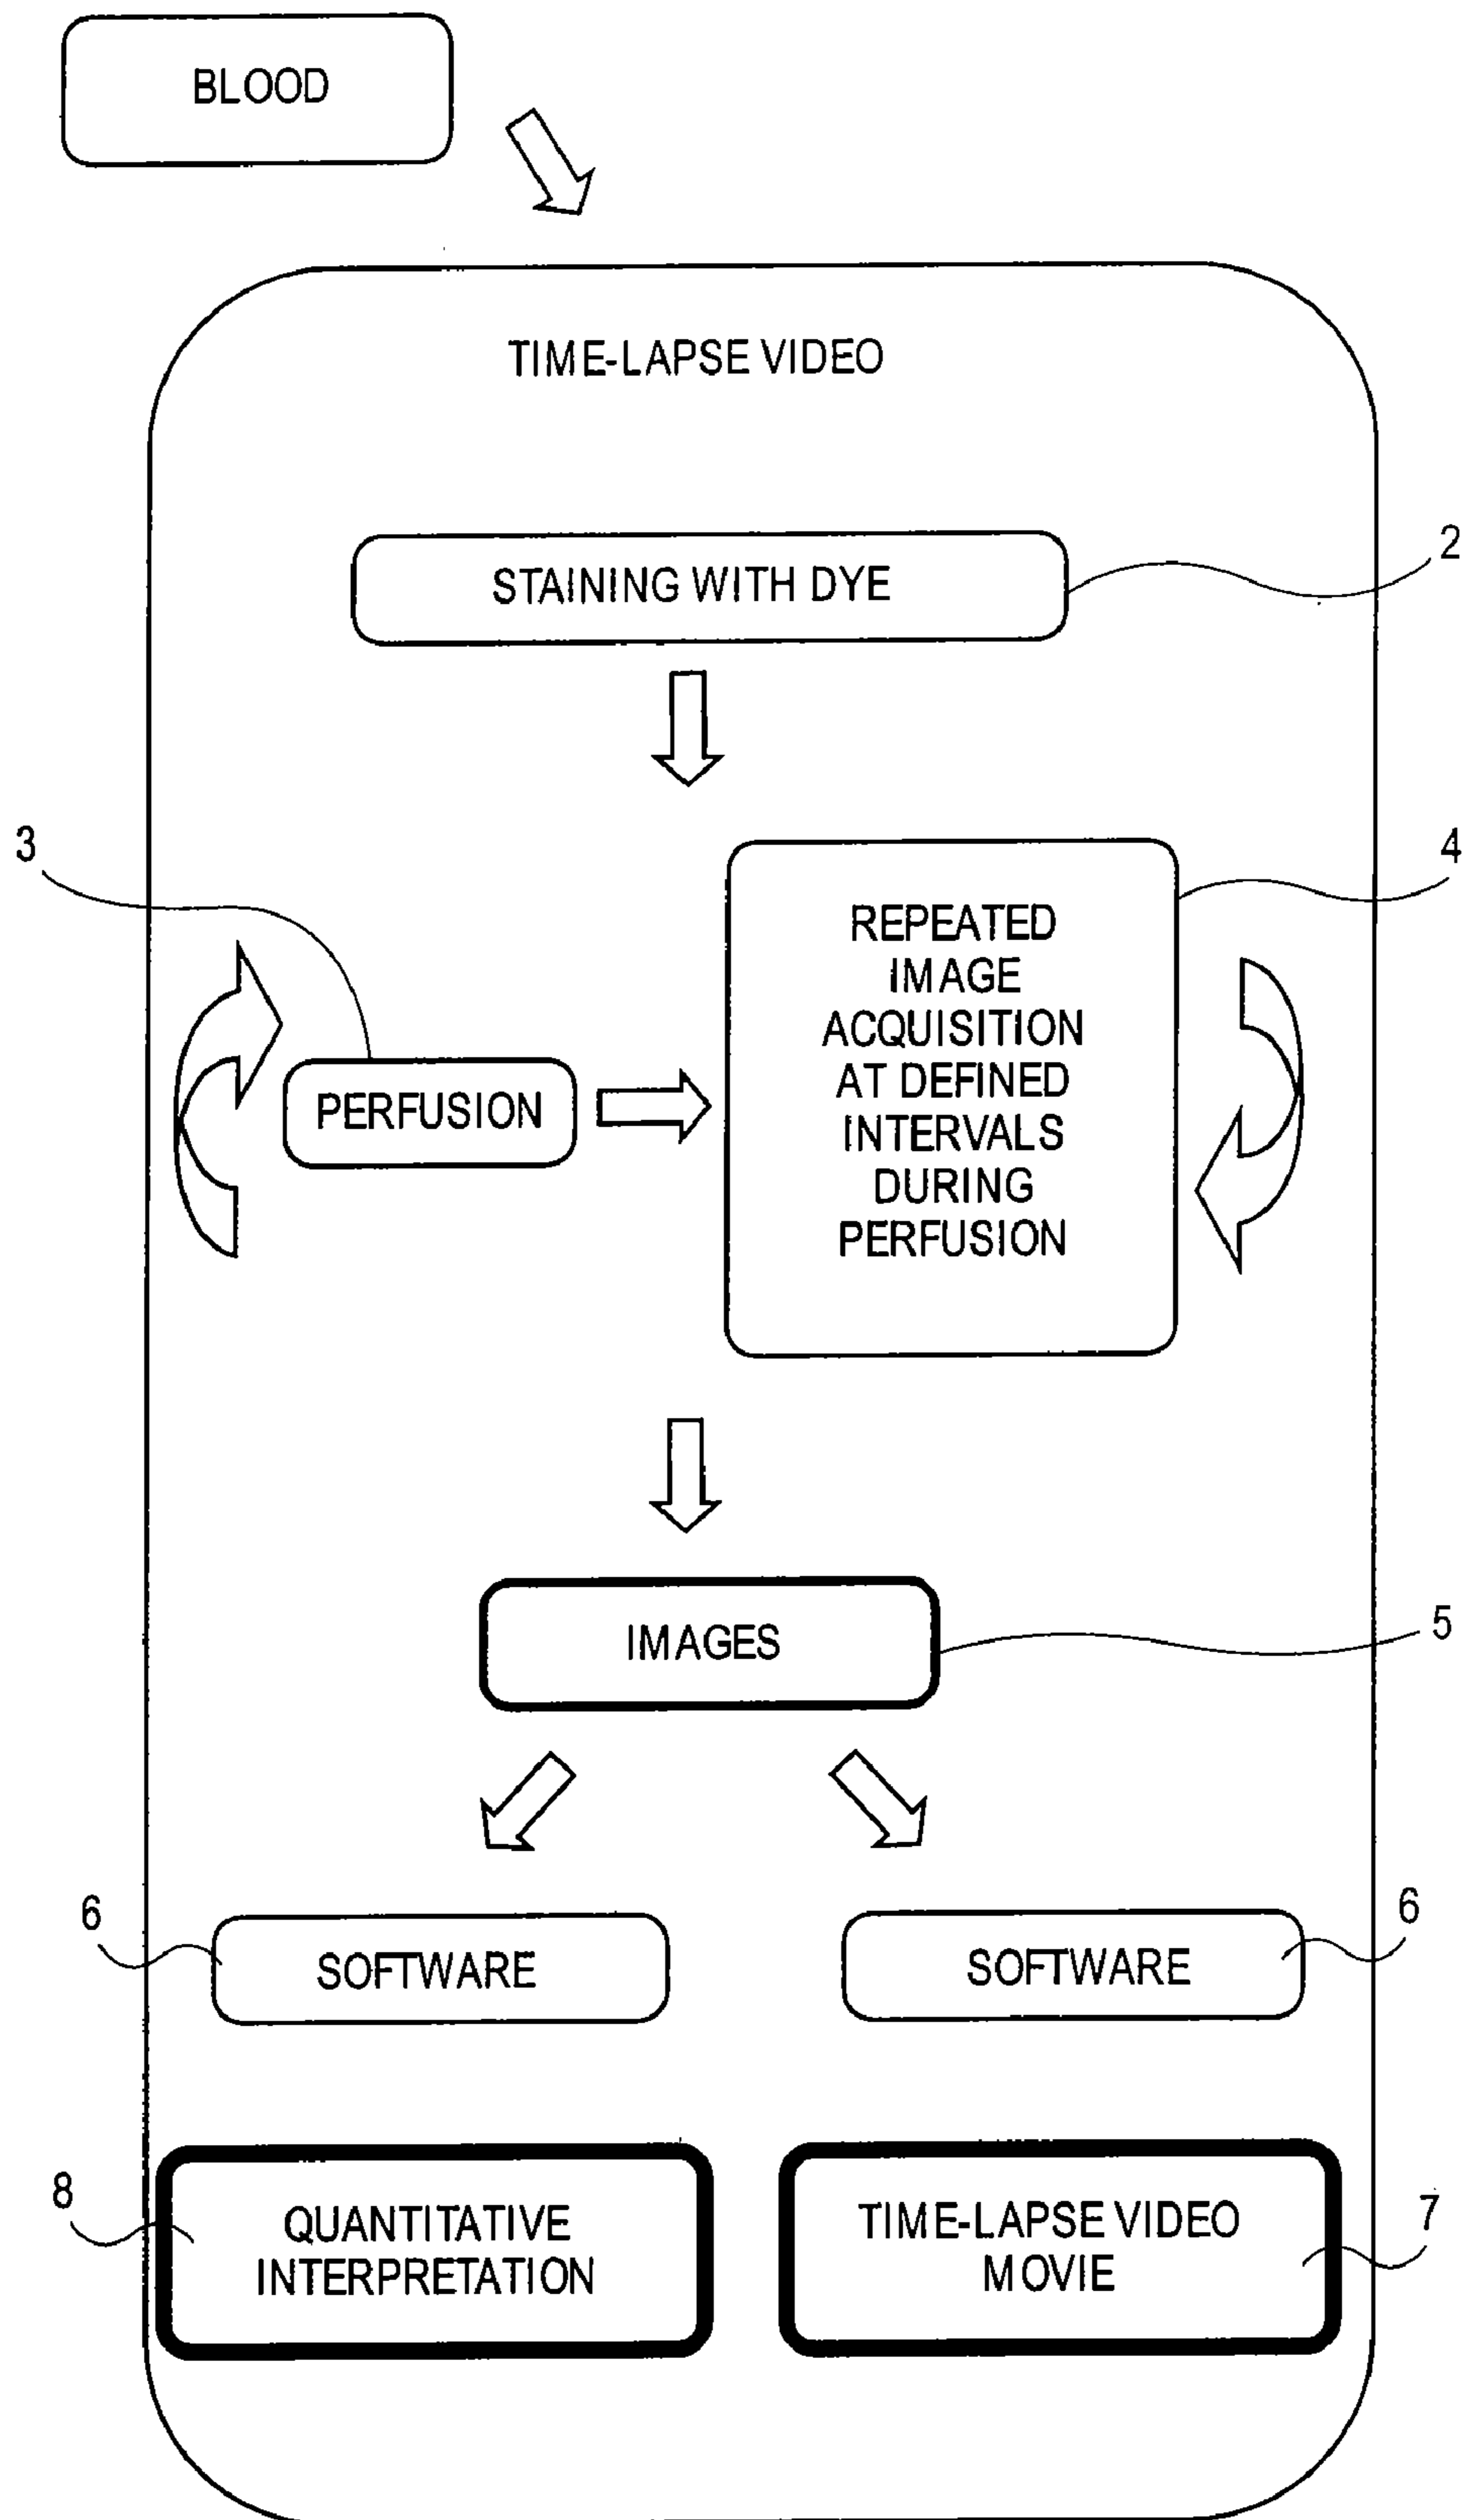 BLOOD
TIME-LAPSE VIDEO
STAINING WITH DYE
2
3
4
REPEATED
IMAGE
ACQUISITION
AT DEFINED
INTERVALS
DURING
PERFUSION
PERFUSION
IMAGES
5
6
SOFTWARE
SOFTWARE
6
8
QUANTITATIVE
INTERPRETATION
TIME-LAPSE VIDEO
MOVIE
7